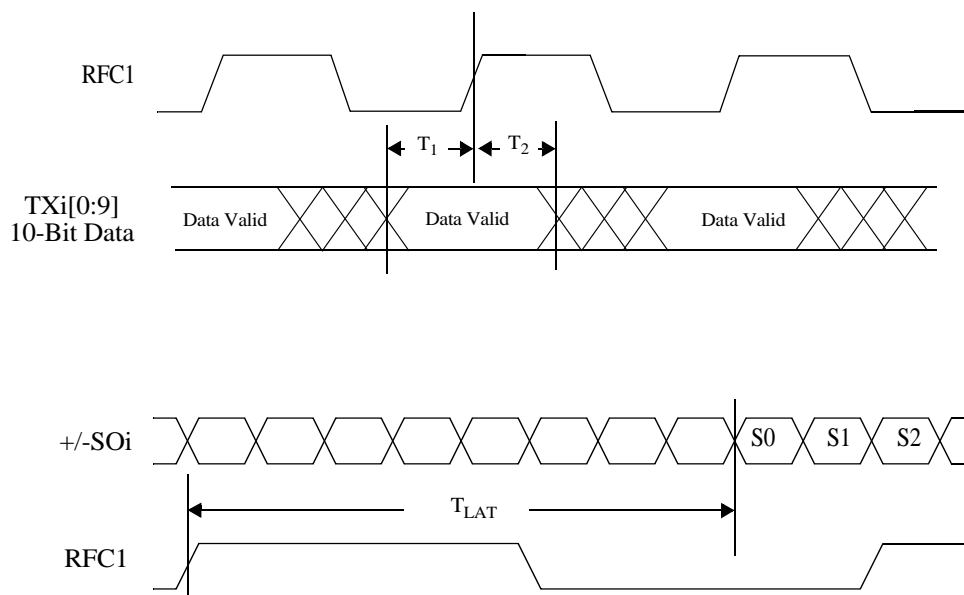 RFC1
T1 T2
TXi[0:9]
10-Bit Data
Data Valid Data Valid Data Valid
+/-SOi S0 S1 S2
TLAT
RFC1